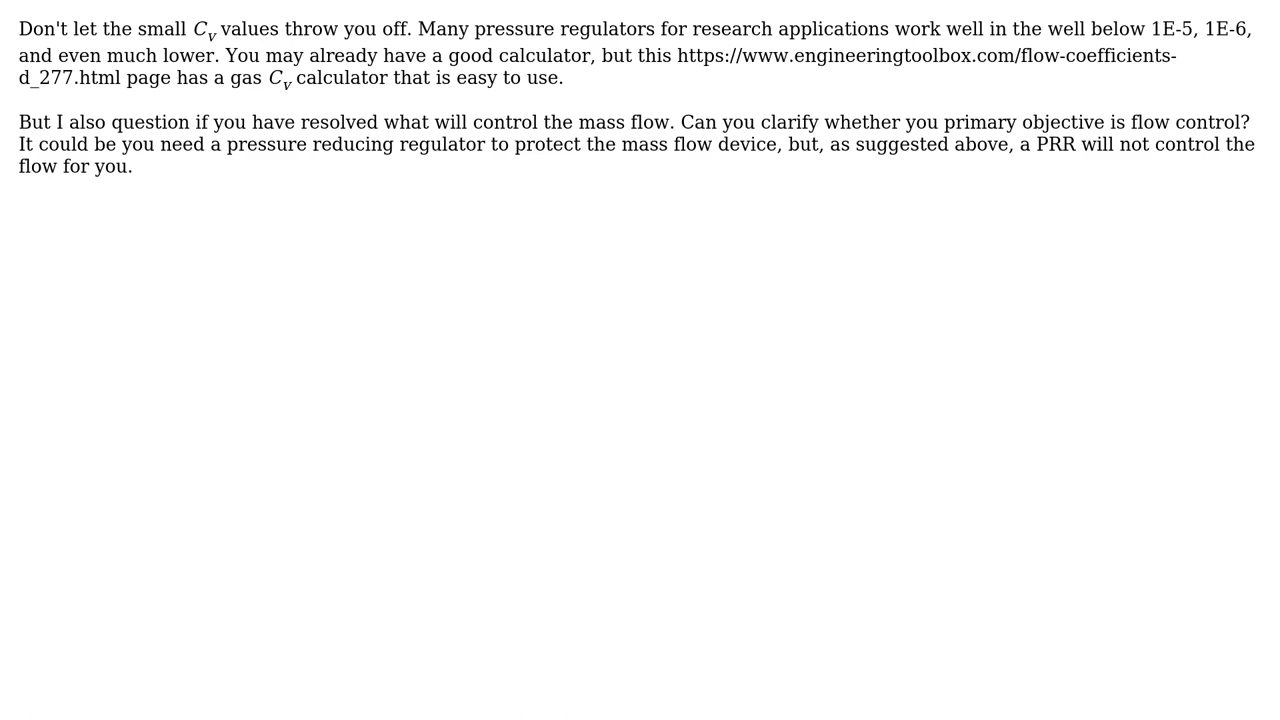 Don't let the small Cv values throw you off. Many pressure regulators for research applications work well in the well below 1E-5, 1E-6,
and even much lower. You may already have a good calculator, but this https://www.engineeringtoolbox.com/flow-coefficients-
d_277.html page has a gas Cv calculator that is easy to use.
But I also question if you have resolved what will control the mass flow. Can you clarify whether you primary objective is flow control?
It could be you need a pressure reducing regulator to protect the mass flow device, but, as suggested above, a PRR will not control the
flow for you.